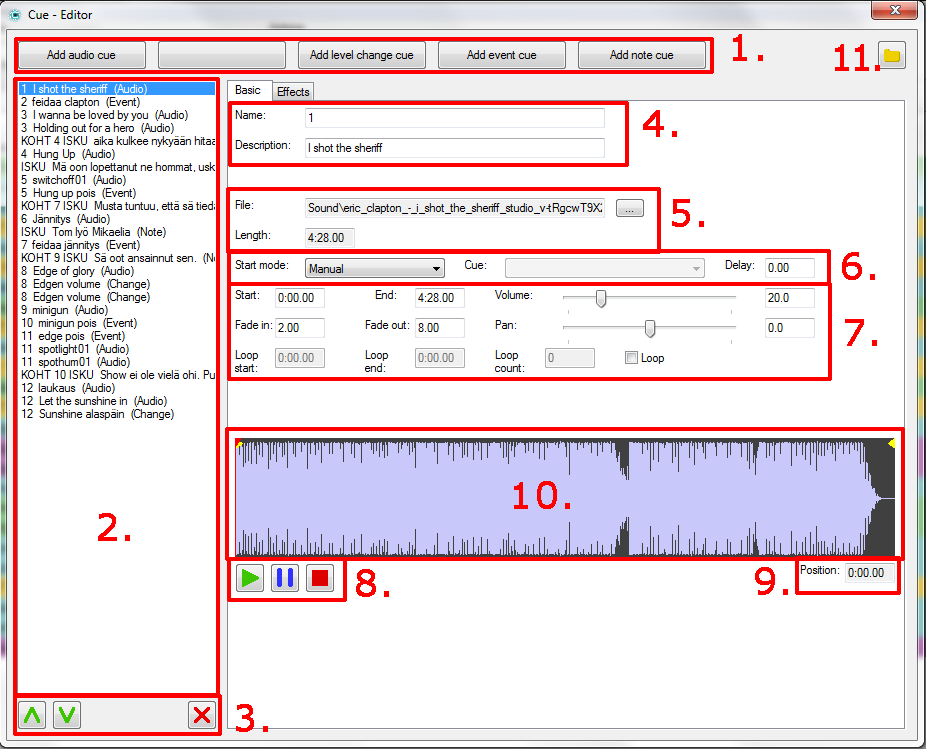 Cue - Editor
Add audio cue
Add level change cue
Add event cue
Add note cue
1.
11.
1 I shot the sheriff (Audio)
2 feidaa clapton (Event)
3 I wanna be loved by you (Audio)
3 Holding out for a hero (Audio)
KOHT 4 ISKU aika kulkee nykyään hitaa
4 Hung Up (Audio)
ISKU Mä oon lopettanut ne hommat, usk
5 switchoff01 (Audio)
5 Hung up pois (Event)
KOHT 7 ISKU Musta tuntuu, että sä tied
6 Jännitys (Audio)
ISKU Tom lyö Mikaelia (Note)
7 feidaa jännitys (Event)
KOHT 9 ISKU Sä oot ansainnut sen. (No
8 Edge of glory (Audio)
8 Edgen volume (Change)
8 Edgen volume (Change)
9 minigun (Audio)
10 minigun pois (Event)
11 edge pois (Event)
11 spotlight01 (Audio)
11 spothum01 (Audio)
KOHT 10 ISKU Show ei ole vielä ohi. Pu
12 laukaus (Audio)
12 Let the sunshine in (Audio)
12 Sunshine alaspäin (Change)
2.
3.
Basic Effects
Name: 1
Description: I shot the sheriff
4.
File: Sound\eric_clapton_-_i_shot_the_sheriff_studio_v-tRgcwT9X ...
Length: 4:28.00
5.
Start mode: Manual Cue: Delay: 0.00
6.
Start: 0:00.00 End: 4:28.00 Volume: 20.0
Fade in: 2.00 Fade out: 8.00 Pan: 0.0
Loop start: 0:00.00 Loop end: 0:00.00 Loop count: 0 Loop
7.
10.
8.
9.
Position: 0:00.00